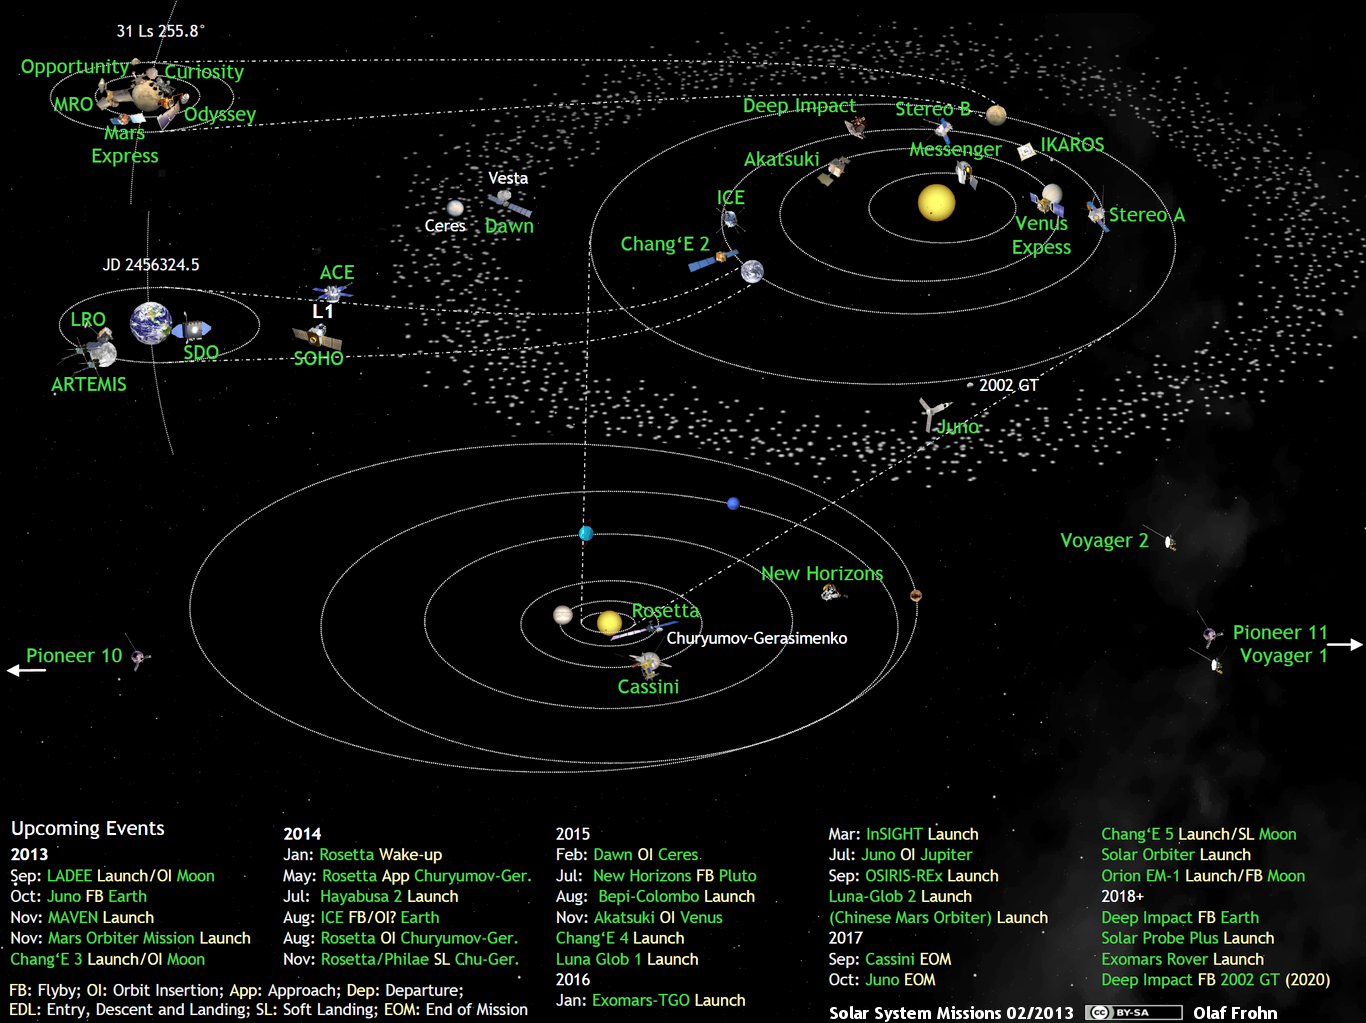 31 Ls 255.8°
Opportunity
Curiosity
MRO
Odyssey
Mars
Express
Deep Impact
Stereo B
Messenger
IKAROS
Akatsuki
Vesta
ICE
Ceres
Dawn
Venus
Expess
Stereo A
Chang‘E 2
JD 2456324.5
ACE
L1
LRO
SDO
SOHO
ARTEMIS
2002 GT
Juno
Voyager 2
New Horizons
Rosetta
Churyumov-Gerasimenko
Pioneer 11
Voyager 1
Pioneer 10
Cassini
Upcoming Events
2013
Sep: LADEE Launch/OI Moon
Oct: Juno FB Earth
Nov: MAVEN Launch
Nov: Mars Orbiter Mission Launch
Chang‘E 3 Launch/OI Moon
FB: Flyby; OI: Orbit Insertion; App: Approach; Dep: Departure;
EDL: Entry, Descent and Landing; SL: Soft Landing; EOM: End of Mission
2014
Jan: Rosetta Wake-up
May: Rosetta App Churyumov-Ger.
Jul: Hayabusa 2 Launch
Aug: ICE FB/OI? Earth
Aug: Rosetta OI Churyumov-Ger.
Nov: Rosetta/Philae SL Chu-Ger.
2015
Feb: Dawn OI Ceres
Jul: New Horizons FB Pluto
Aug: Bepi-Colombo Launch
Nov: Akatsuki OI Venus
Chang‘E 4 Launch
Luna Glob 1 Launch
2016
Jan: Exomars-TGO Launch
Mar: InSIGHT Launch
Jul: Juno OI Jupiter
Sep: OSIRIS-REx Launch
Luna-Glob 2 Launch
(Chinese Mars Orbiter) Launch
2017
Sep: Cassini EOM
Oct: Juno EOM
Chang‘E 5 Launch/SL Moon
Solar Orbiter Launch
Orion EM-1 Launch/FB Moon
2018+
Deep Impact FB Earth
Solar Probe Plus Launch
Exomars Rover Launch
Deep Impact FB 2002 GT (2020)
Solar System Missions 02/2013 cc BY-SA Olaf Frohn